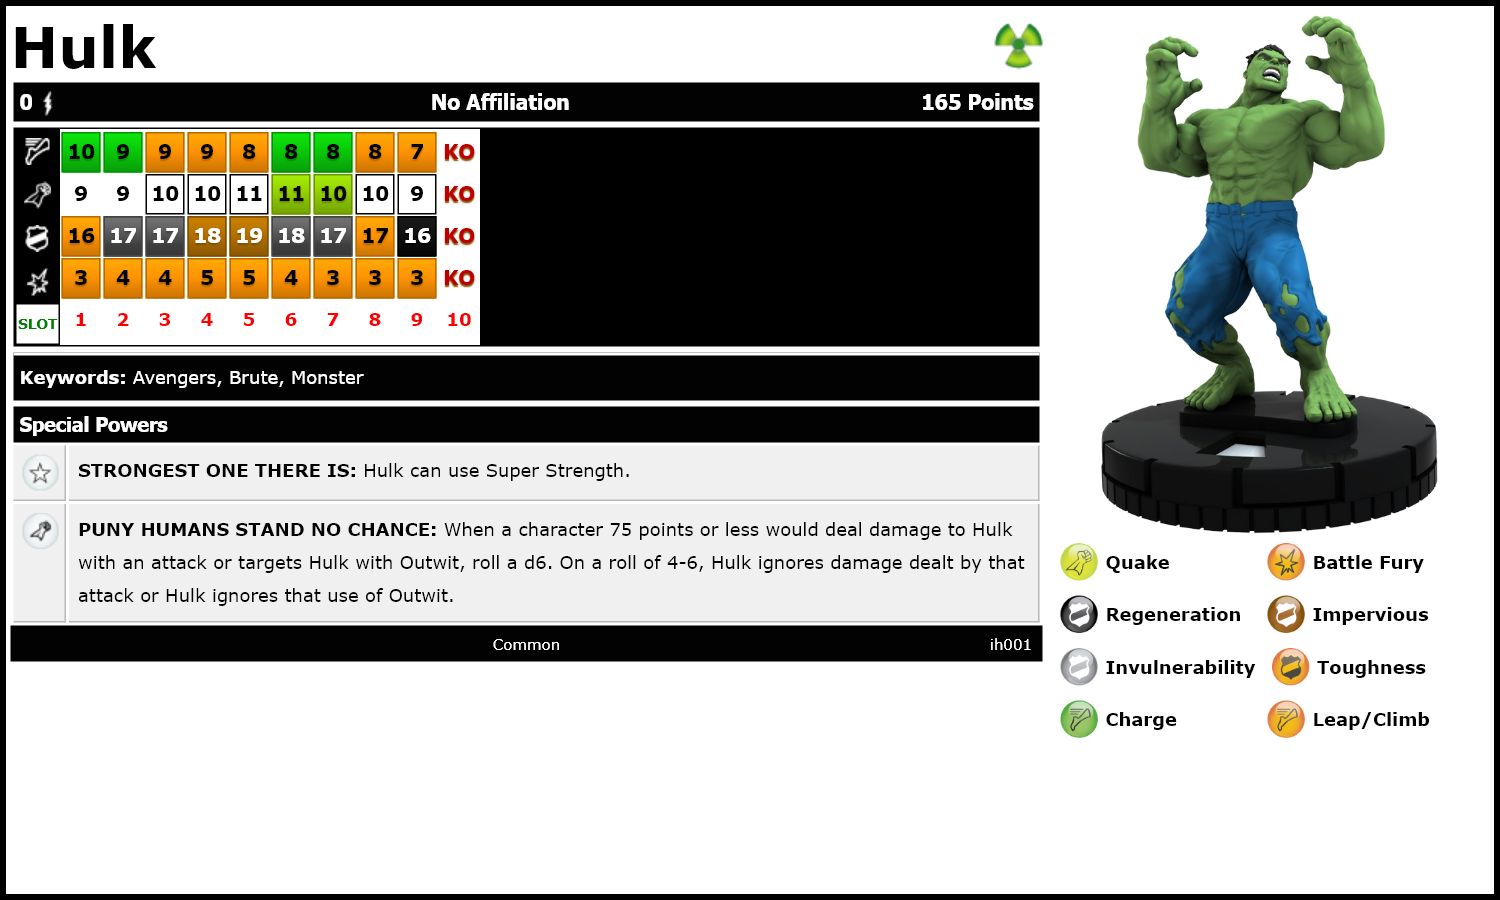 Hulk
0 No Affiliation 165 Points
10 9 9 9 8 8 8 8 7 KO
9 9 10 10 11 11 10 10 9 KO
16 17 17 18 19 18 17 17 16 KO
3 4 4 5 5 4 3 3 3 KO
SLOT 1 2 3 4 5 6 7 8 9 10
Keywords: Avengers, Brute, Monster
Special Powers
STRONGEST ONE THERE IS: Hulk can use Super Strength.
PUNY HUMANS STAND NO CHANCE: When a character 75 points or less would deal damage to Hulk
with an attack or targets Hulk with Outwit, roll a d6. On a roll of 4-6, Hulk ignores damage dealt by that
attack or Hulk ignores that use of Outwit.
Common ih001
Quake Battle Fury
Regeneration Impervious
Invulnerability Toughness
Charge Leap/Climb